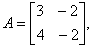 A = [ 3 - 2
4 - 2 ],